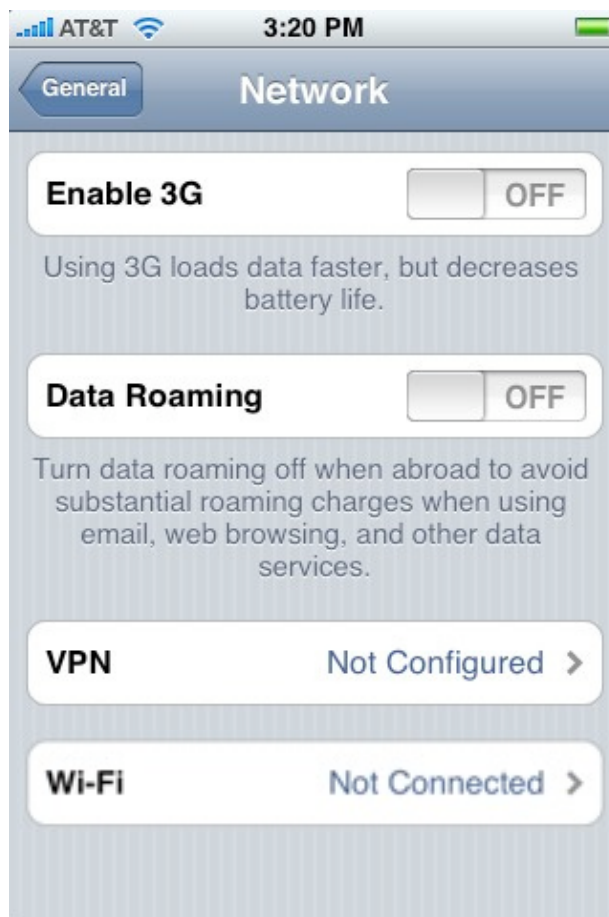 AT&T 3:20 PM
General Network
Enable 3G OFF
Using 3G loads data faster, but decreases
battery life.
Data Roaming OFF
Turn data roaming off when abroad to avoid
substantial roaming charges when using
email, web browsing, and other data
services.
VPN Not Configured
Wi-Fi Not Connected